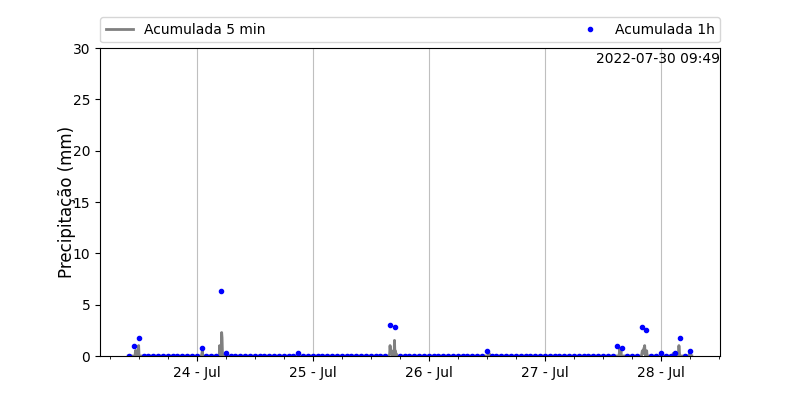 Acumulada 5 min
Acumulada 1h
2022-07-30 09:49
Precipitação (mm)
30
25
20
15
10
5
0
24 - Jul
25 - Jul
26 - Jul
27 - Jul
28 - Jul